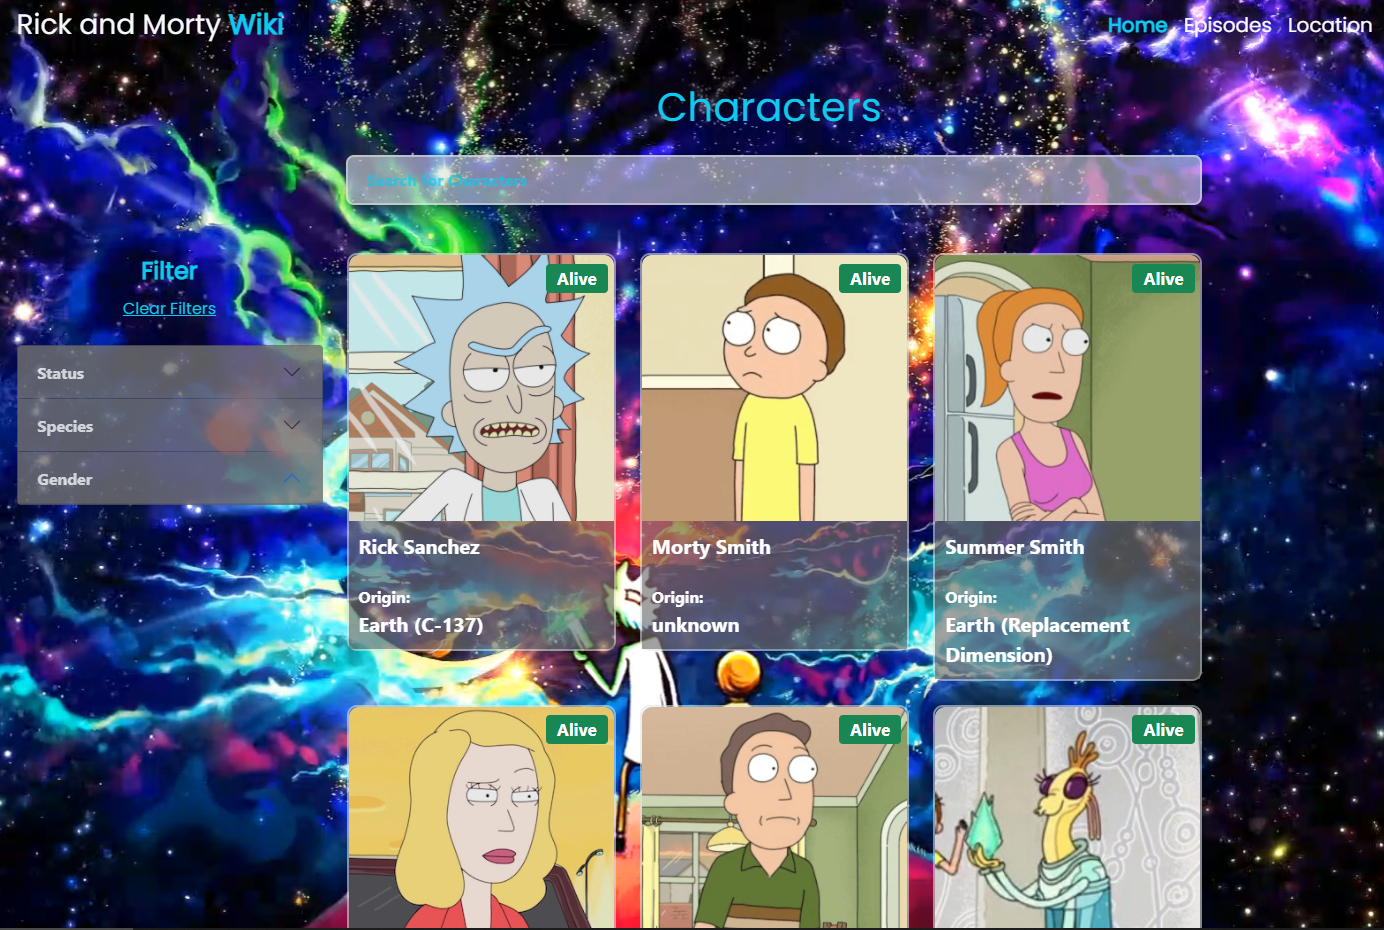 Rick and Morty Wiki
Home Episodes Location
Characters
Search for Characters
Filter
Clear Filters
Status
Species
Gender
Alive
Rick Sanchez
Origin:
Earth (C-137)
Alive
Morty Smith
Origin:
unknown
Alive
Summer Smith
Origin:
Earth (Replacement
Dimension)
Alive
Alive
Alive